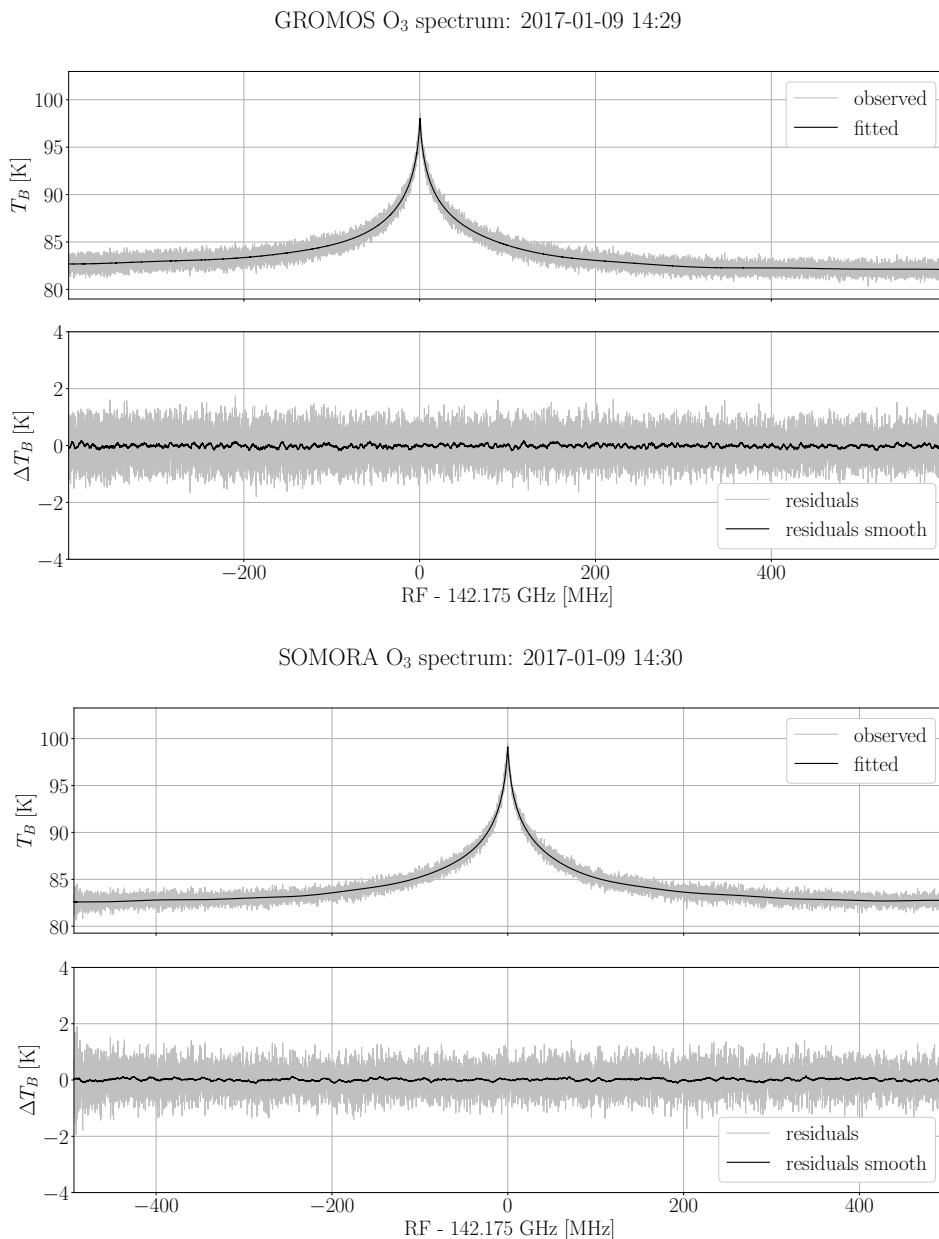 GROMOS O₃ spectrum: 2017-01-09 14:29
100
95
90
85
80
T_B [K]
observed
fitted
4
2
0
−2
−4
ΔT_B [K]
residuals
residuals smooth
−200
0
200
400
RF - 142.175 GHz [MHz]
SOMORA O₃ spectrum: 2017-01-09 14:30
100
95
90
85
80
T_B [K]
observed
fitted
4
2
0
−2
−4
ΔT_B [K]
residuals
residuals smooth
−400
−200
0
200
400
RF - 142.175 GHz [MHz]